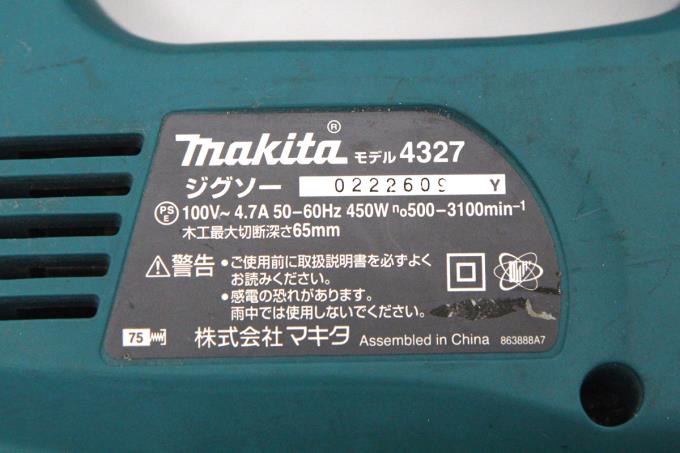 makita® モデル 4327
ジグソー 0222609 Y
PS E 100V~ 4.7A 50-60Hz 450W no500-3100min-1
木工最大切断深さ65mm
警告 ・ご使用前に取扱説明書を必ずよく
お読みください。
・感電の恐れがあります。
雨中では使用しないでください。
75 株式会社 マキタ Assembled in China 863888A7